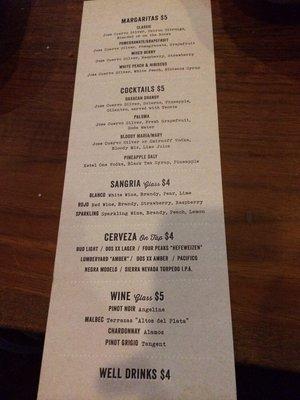 MARGARITAS $5
CLASSIC
Jose Cuervo Silver, Citrus Through,
Blended or on the Rocks
POMEGRANATE/GRAPEFRUIT
Jose Cuervo Silver, Pomegranate, Grapefruit
MIXED BERRY
Jose Cuervo Silver, Raspberry, Strawberry
WHITE PEACH & HIBISCUS
Jose Cuervo Silver, White Peach, Hibiscus Syrup
COCKTAILS $5
OAXACAN SHANDY
Jose Cuervo Silver, Pineapple,
Cilantro, served with Tecate
PALOMA
Jose Cuervo Silver, Fresh Grapefruit,
Soda Water
BLOODY MARIA/MARY
Jose Cuervo Silver or Smirnoff Vodka,
Bloody Mix, Lime Juice
PINEAPPLE SALY
Ketel One Vodka, Black Tea Syrup, Pineapple
SANGRIA Glass $4
BLANCO White Wine, Brandy, Pear, Lime
ROJO Red Wine, Brandy, Strawberry, Raspberry
SPARKLING Sparkling Wine, Brandy, Peach, Lemon
CERVEZA On Tap $4
BUD LIGHT / DOS XX LAGER / FOUR PEAKS "HEFEWEIZEN"
LUMBERYARD "AMBER" / DOS XX AMBER / PACIFICO
NEGRA MODELO / SIERRA NEVADA TORPEDO I.P.A.
WINE Glass $5
PINOT NOIR Angeline
MALBEC Terrazas "Altos del Plata"
CHARDONNAY Alamos
PINOT GRIGIO Tangent
WELL DRINKS $4